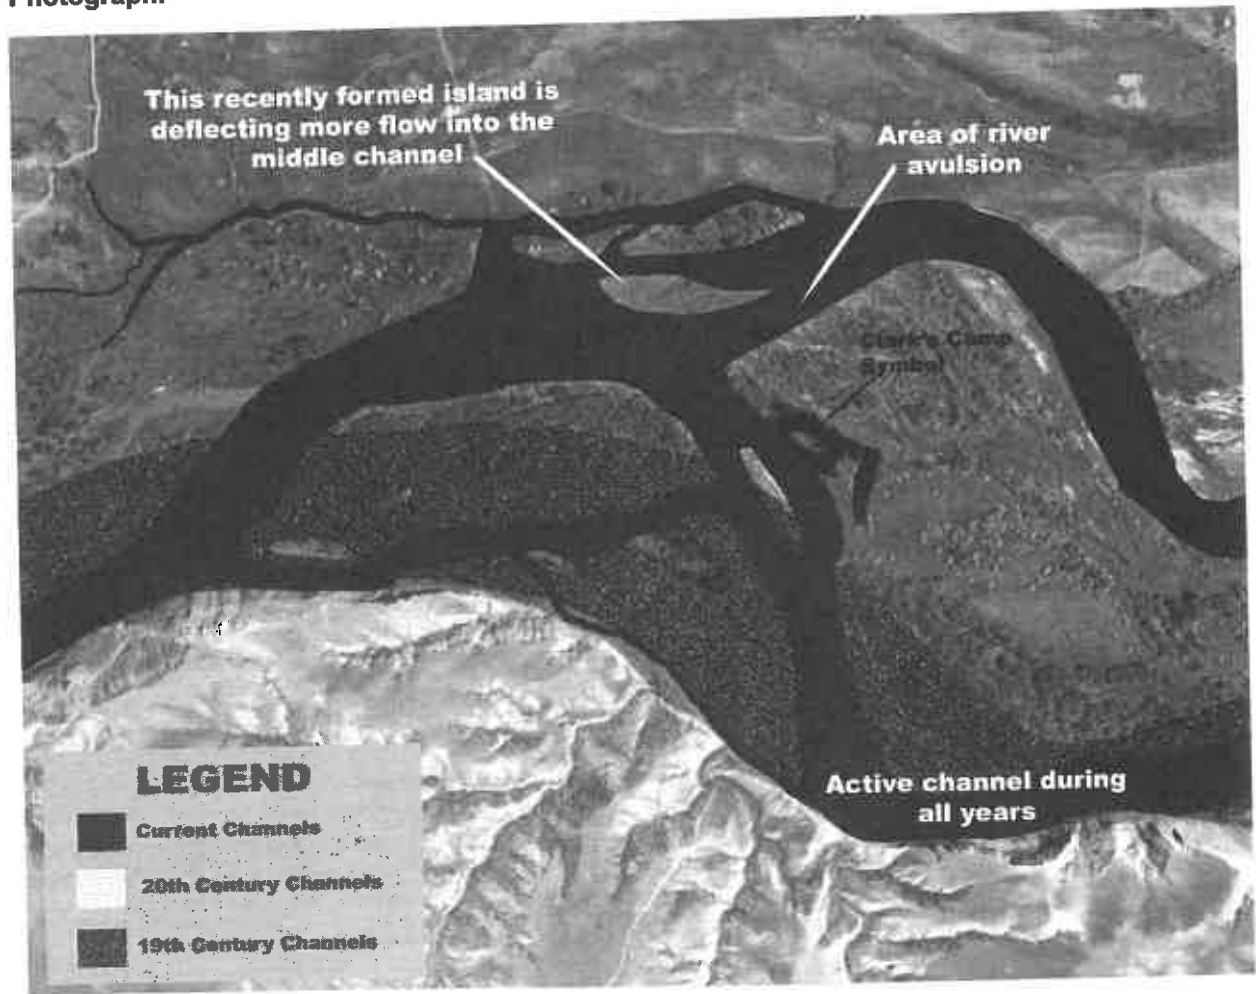 Photograph.
This recently formed island is
deflecting more flow into the
middle channel
Area of river
avulsion
Clark's Camp
Symbol
Active channel during
all years
LEGEND
Current Channels
20th Century Channels
19th Century Channels